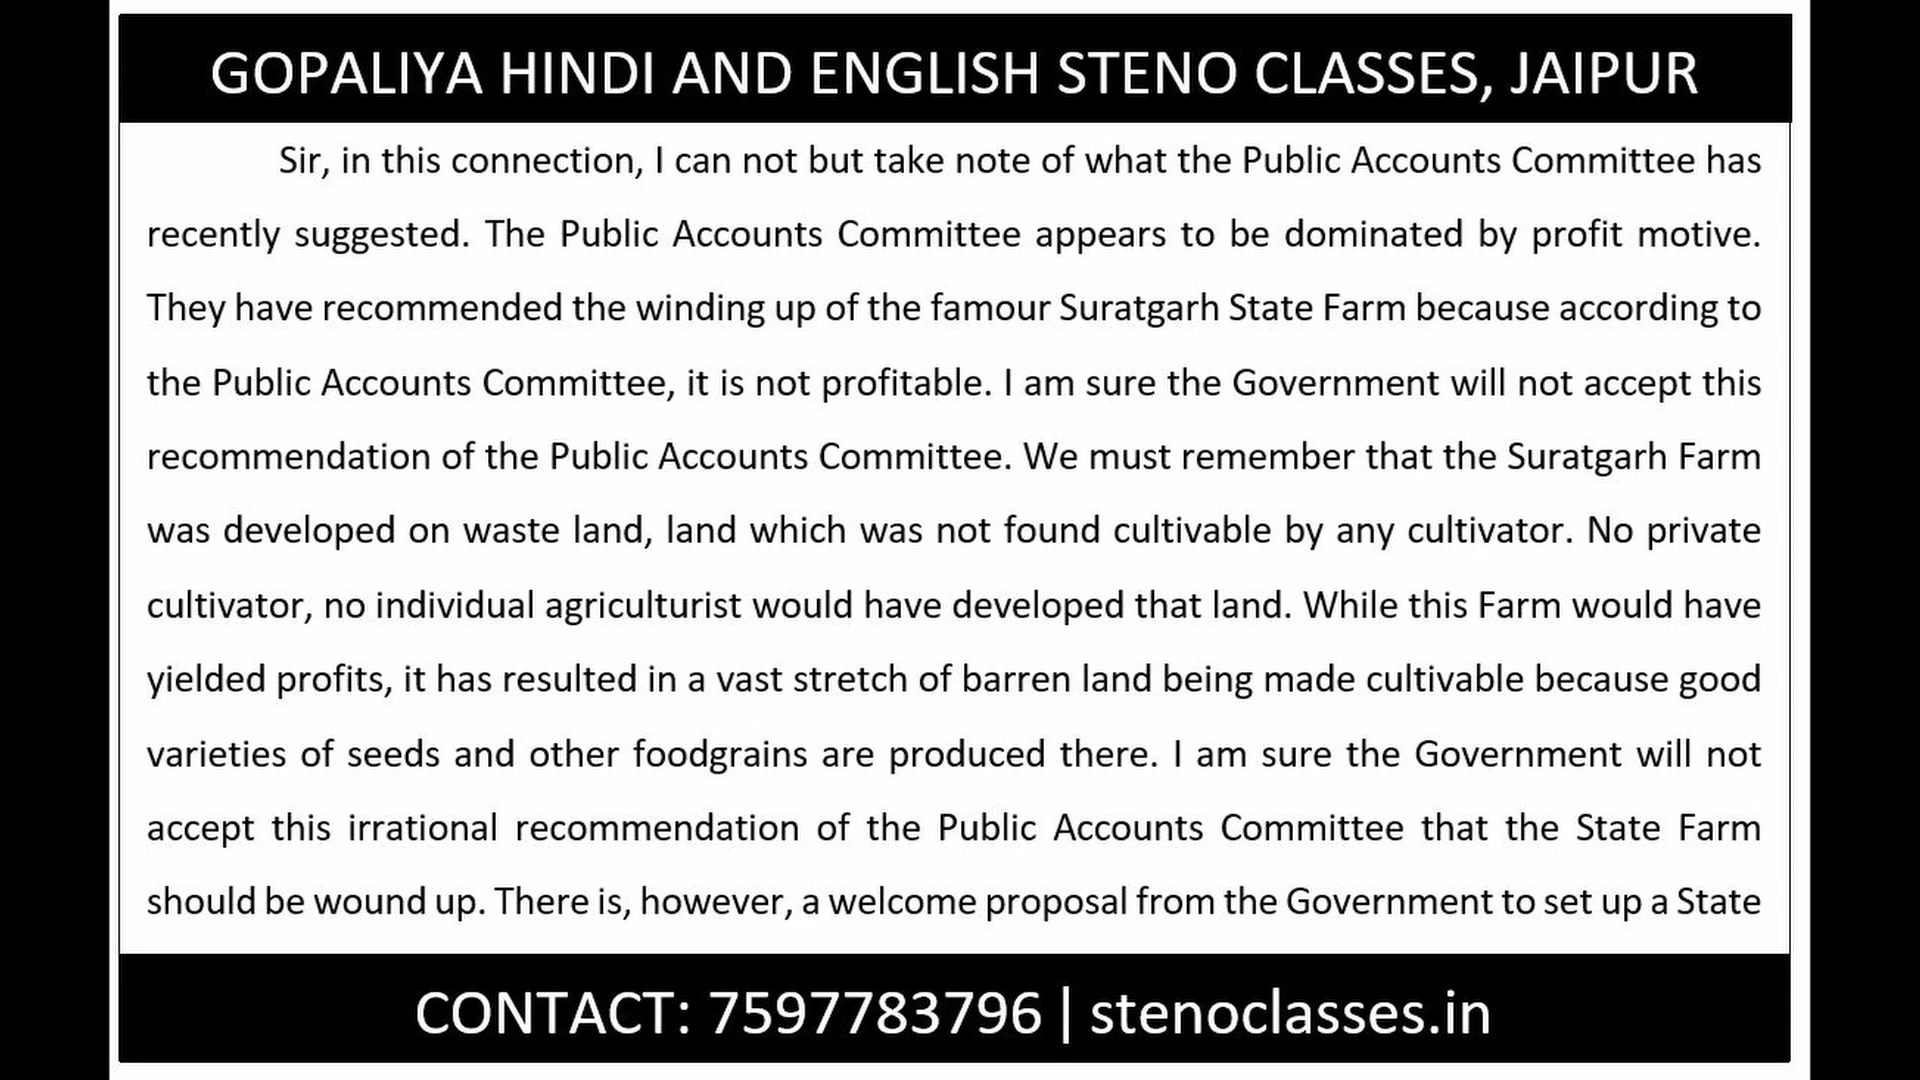 GOPALIYA HINDI AND ENGLISH STENO CLASSES, JAIPUR
Sir, in this connection, I can not but take note of what the Public Accounts Committee has
recently suggested. The Public Accounts Committee appears to be dominated by profit motive.
They have recommended the winding up of the famour Suratgarh State Farm because according to
the Public Accounts Committee, it is not profitable. I am sure the Government will not accept this
recommendation of the Public Accounts Committee. We must remember that the Suratgarh Farm
was developed on waste land, land which was not found cultivable by any cultivator. No private
cultivator, no individual agriculturist would have developed that land. While this Farm would have
yielded profits, it has resulted in a vast stretch of barren land being made cultivable because good
varieties of seeds and other foodgrains are produced there. I am sure the Government will not
accept this irrational recommendation of the Public Accounts Committee that the State Farm
should be wound up. There is, however, a welcome proposal from the Government to set up a State
CONTACT: 7597783796 | stenoclasses.in